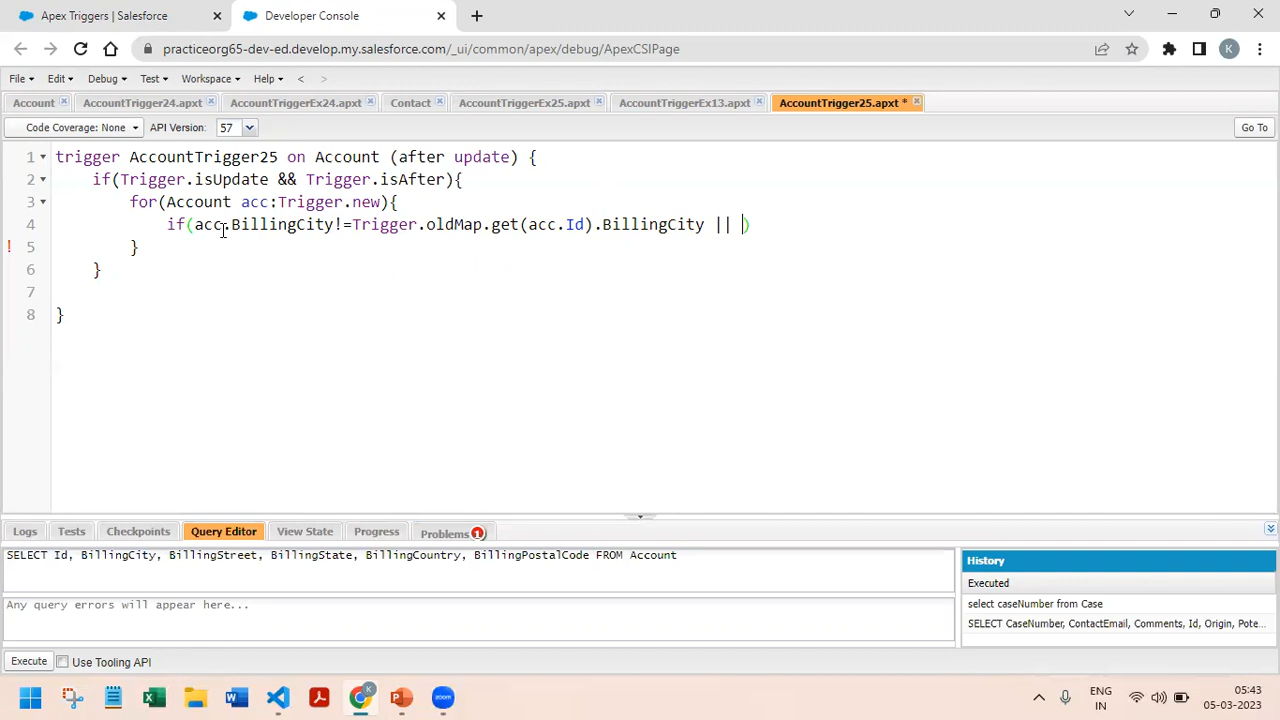 Apex Triggers | Salesforce × Developer Console × +
practiceorg65-dev-ed.develop.my.salesforce.com/_ui/common/apex/debug/ApexCSIPage K
File Edit Debug Test Workspace Help < >
Account AccountTrigger24.apxt AccountTriggerEx24.apxt Contact AccountTriggerEx25.apxt AccountTriggerEx13.apxt AccountTrigger25.apxt *
Code Coverage: None API Version: 57 Go To
1 trigger AccountTrigger25 on Account (after update) {
2 if(Trigger.isUpdate && Trigger.isAfter){
3 for(Account acc:Trigger.new){
4 if(acc.BillingCity!=Trigger.oldMap.get(acc.Id).BillingCity || )
! 5 }
6 }
7
8 }
Logs Tests Checkpoints Query Editor View State Progress Problems 1
SELECT Id, BillingCity, BillingStreet, BillingState, BillingCountry, BillingPostalCode FROM Account
Any query errors will appear here...
History
Executed
select caseNumber from Case
SELECT CaseNumber, ContactEmail, Comments, Id, Origin, Pote...
Execute Use Tooling API
ENG
IN
05:43
05-03-2023